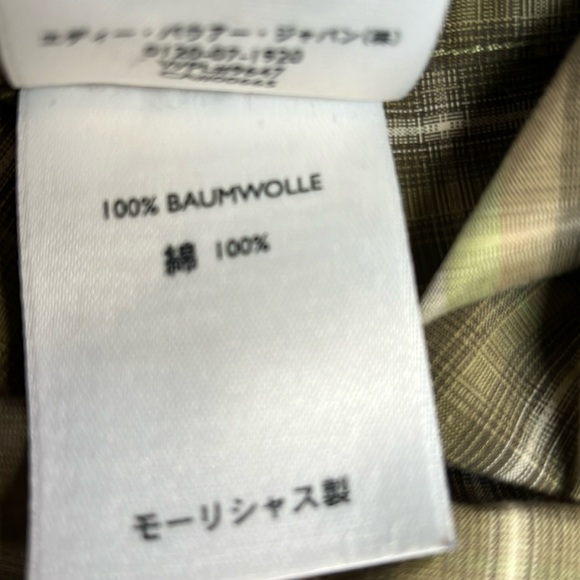 エディー・バウアー・ジャパン(株)
0120-07-1920
100% BAUMWOLLE
綿 100%
モーリシャス製